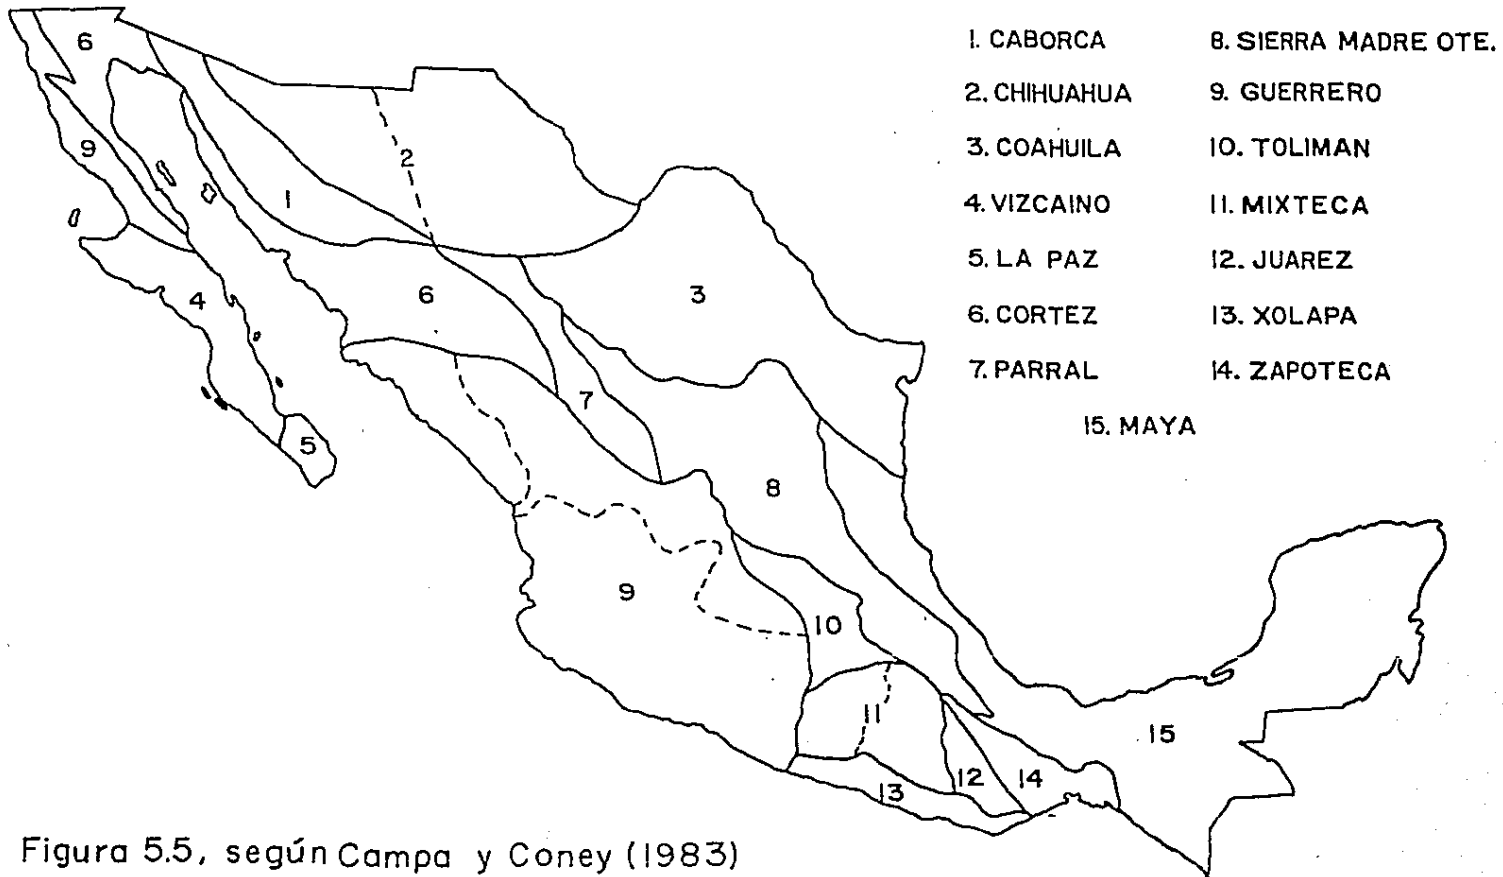 1. CABORCA 8. SIERRA MADRE OTE.
2. CHIHUAHUA 9. GUERRERO
3. COAHUILA 10. TOLIMAN
4. VIZCAINO 11. MIXTECA
5. LA PAZ 12. JUAREZ
6. CORTEZ 13. XOLAPA
7. PARRAL 14. ZAPOTECA
15. MAYA
6
9
2
1
4
6
3
7
5
8
9
10
11
15
12
14
13
Figura 5.5, según Campa y Coney (1983)